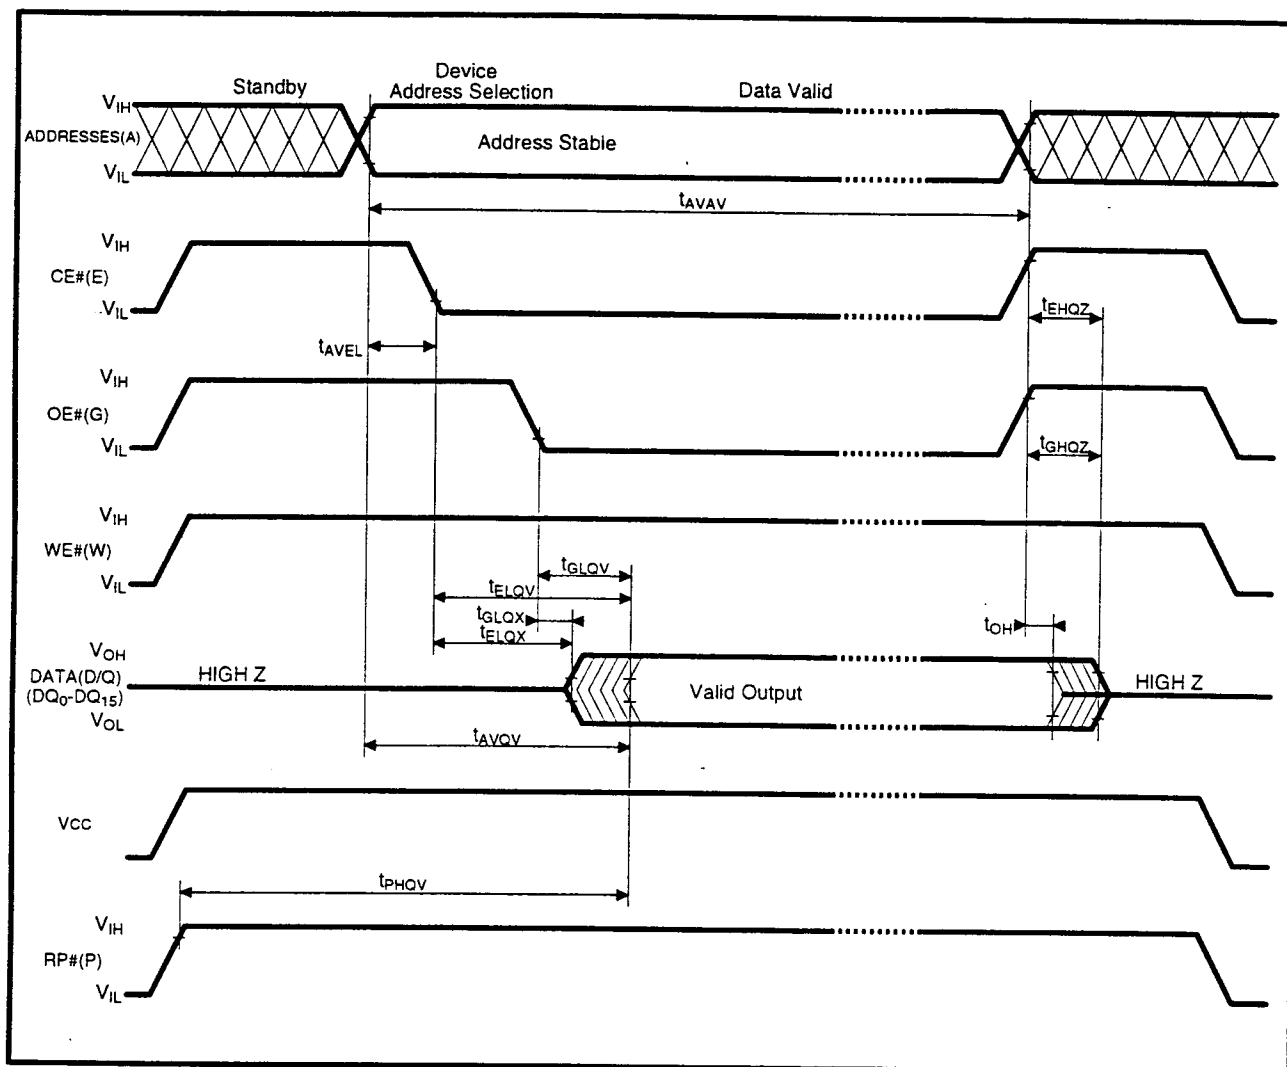 Standby
Device
Address Selection
Data Valid
VIH
ADDRESSES(A)
Address Stable
VIL
tAVAV
VIH
CE#(E)
VIL
tEHQZ
tAVEL
VIH
OE#(G)
VIL
tGHQZ
VIH
WE#(W)
VIL
tGLQV
tELQV
tGLQX
tOH
tELQX
VOH
DATA(D/Q)
HIGH Z
Valid Output
HIGH Z
(DQ0-DQ15)
VOL
tAVQV
VCC
tPHQV
VIH
RP#(P)
VIL